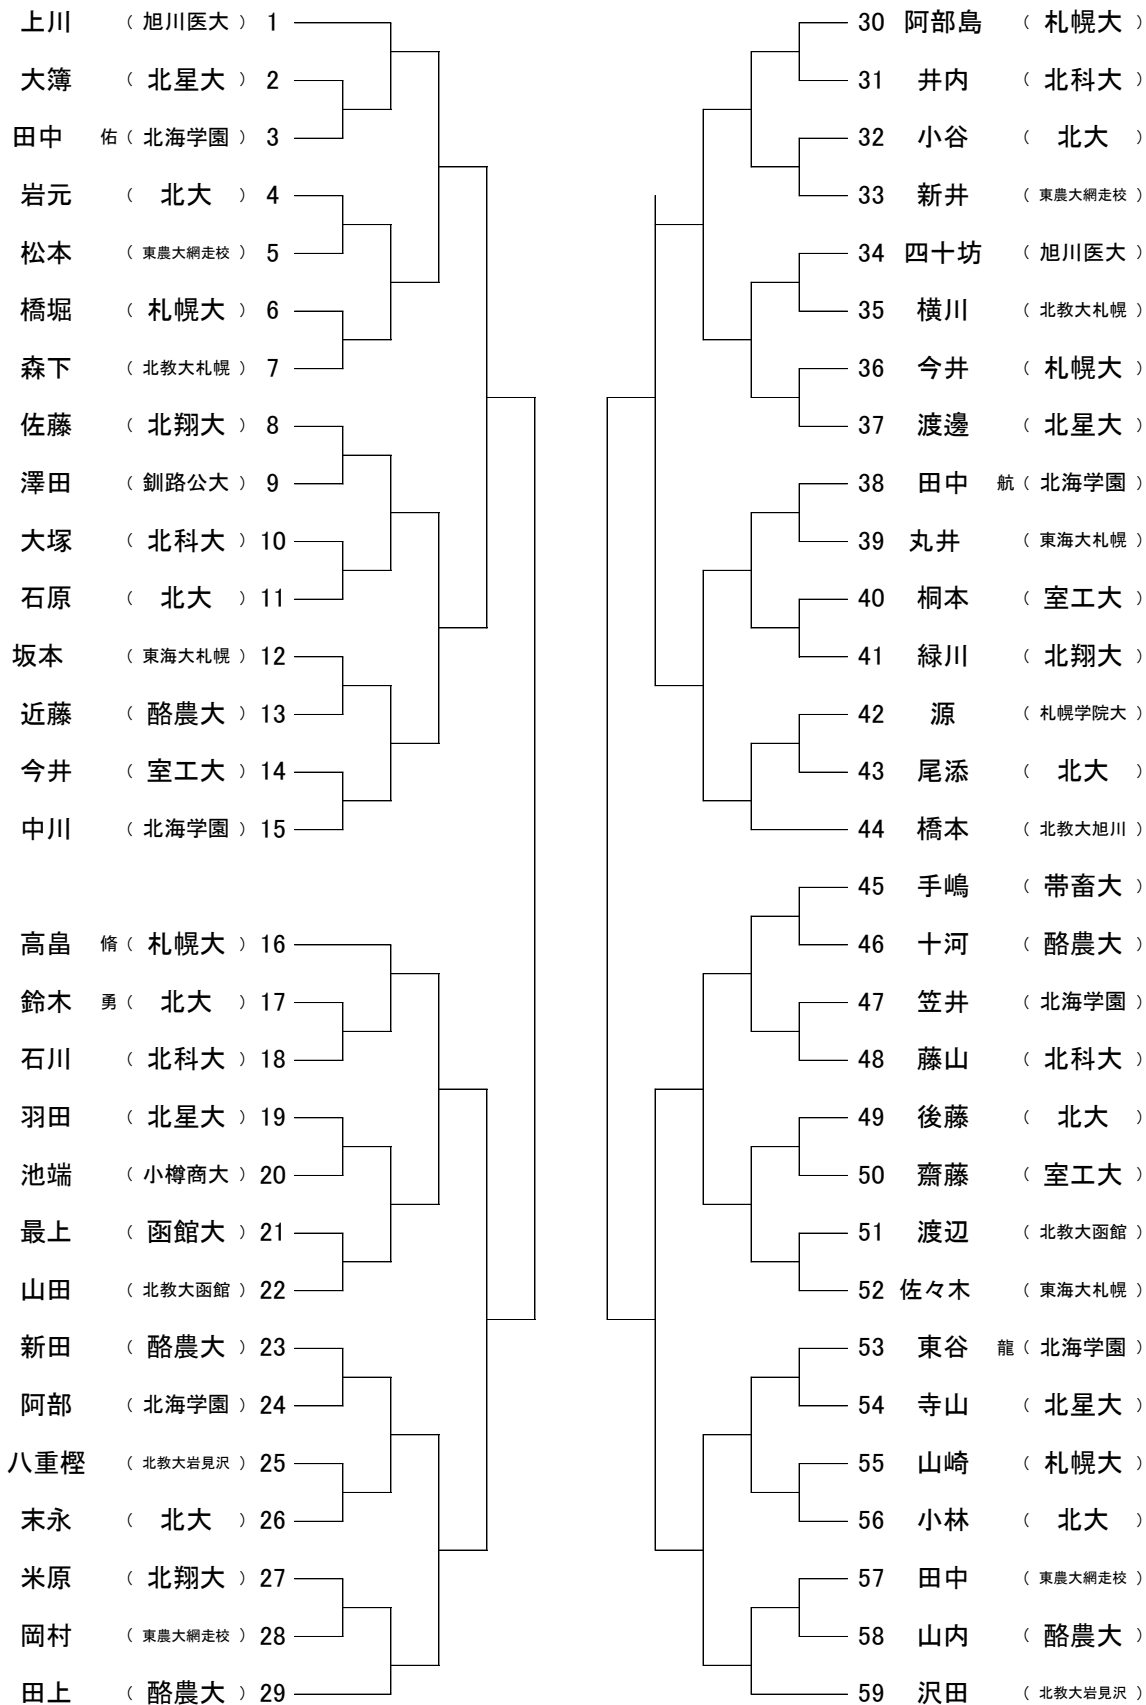 上川 （ 旭川医大 ） 1
大簿 （ 北星大 ） 2
田中 佑（ 北海学園 ） 3
岩元 （ 北大 ） 4
松本 （ 東農大網走校 ） 5
橋堀 （ 札幌大 ） 6
森下 （ 北教大札幌 ） 7
佐藤 （ 北翔大 ） 8
澤田 （ 釧路公大 ） 9
大塚 （ 北科大 ） 10
石原 （ 北大 ） 11
坂本 （ 東海大札幌 ） 12
近藤 （ 酪農大 ） 13
今井 （ 室工大 ） 14
中川 （ 北海学園 ） 15
高畠 脩（ 札幌大 ） 16
鈴木 勇（ 北大 ） 17
石川 （ 北科大 ） 18
羽田 （ 北星大 ） 19
池端 （ 小樽商大 ） 20
最上 （ 函館大 ） 21
山田 （ 北教大函館 ） 22
新田 （ 酪農大 ） 23
阿部 （ 北海学園 ） 24
八重樫 （ 北教大岩見沢 ） 25
末永 （ 北大 ） 26
米原 （ 北翔大 ） 27
岡村 （ 東農大網走校 ） 28
田上 （ 酪農大 ） 29
30 阿部島 （ 札幌大 ）
31 井内 （ 北科大 ）
32 小谷 （ 北大 ）
33 新井 （ 東農大網走校 ）
34 四十坊 （ 旭川医大 ）
35 横川 （ 北教大札幌 ）
36 今井 （ 札幌大 ）
37 渡邊 （ 北星大 ）
38 田中 航（ 北海学園 ）
39 丸井 （ 東海大札幌 ）
40 桐本 （ 室工大 ）
41 緑川 （ 北翔大 ）
42 源 （ 札幌学院大 ）
43 尾添 （ 北大 ）
44 橋本 （ 北教大旭川 ）
45 手嶋 （ 帯畜大 ）
46 十河 （ 酪農大 ）
47 笠井 （ 北海学園 ）
48 藤山 （ 北科大 ）
49 後藤 （ 北大 ）
50 齋藤 （ 室工大 ）
51 渡辺 （ 北教大函館 ）
52 佐々木 （ 東海大札幌 ）
53 東谷 龍（ 北海学園 ）
54 寺山 （ 北星大 ）
55 山崎 （ 札幌大 ）
56 小林 （ 北大 ）
57 田中 （ 東農大網走校 ）
58 山内 （ 酪農大 ）
59 沢田 （ 北教大岩見沢 ）